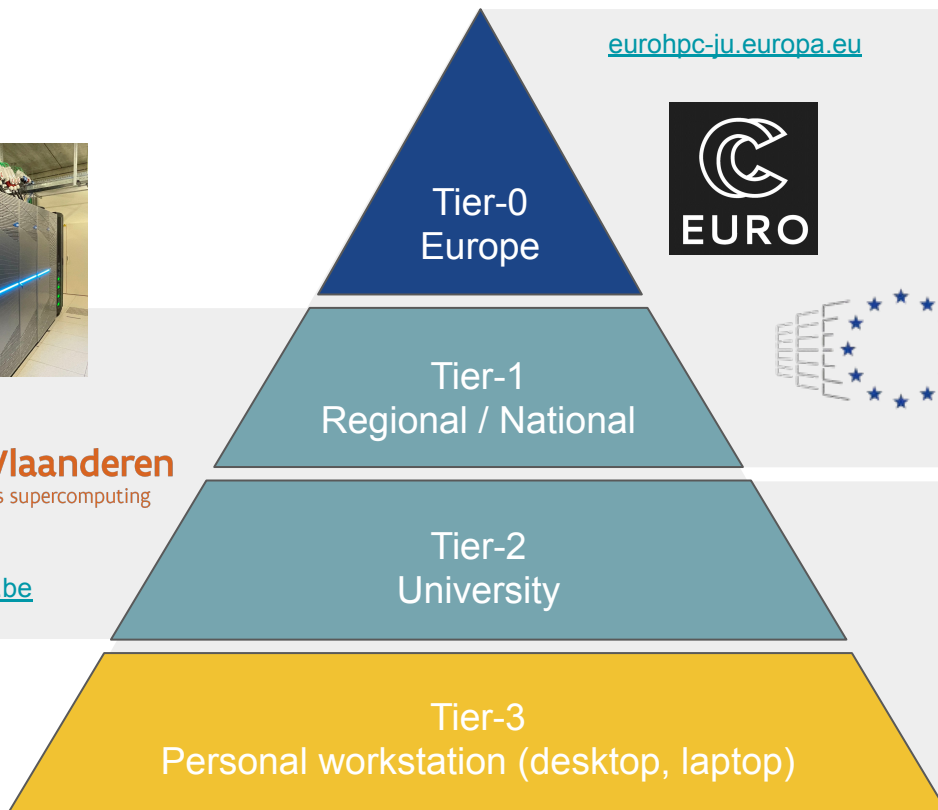 eurohpc-ju.europa.eu
EURO
Tier-0
Europe
Tier-1
Regional / National
Vlaanderen
supercomputing
.be
Tier-2
University
Tier-3
Personal workstation (desktop, laptop)